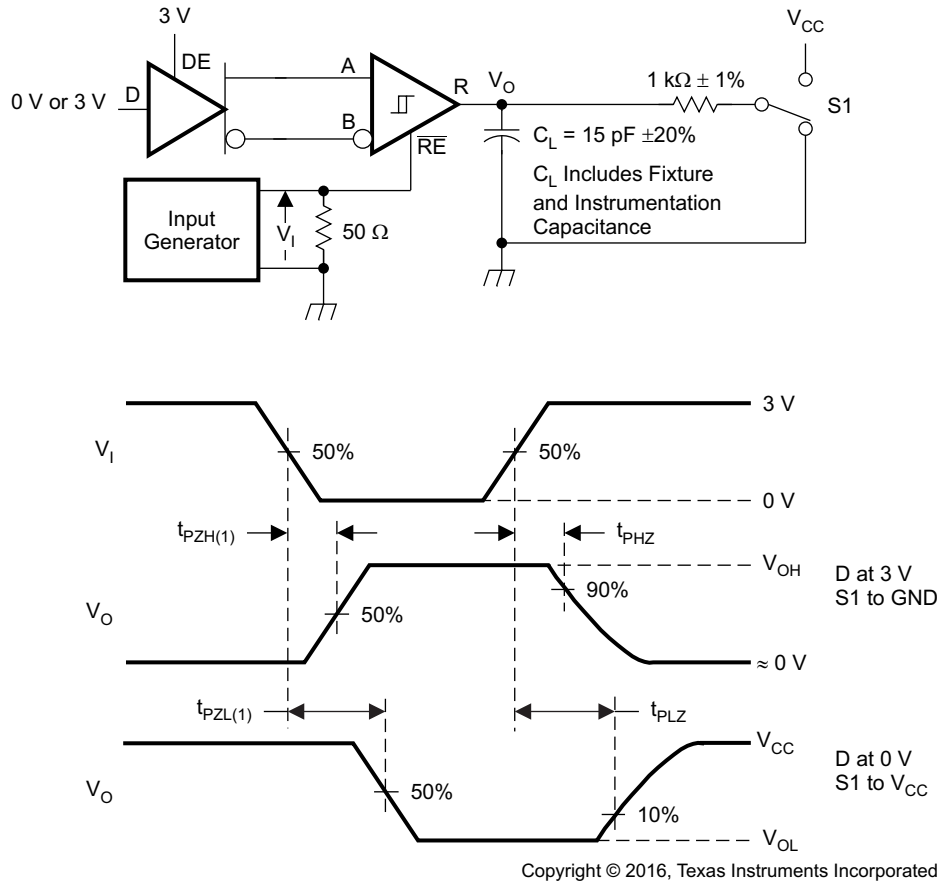 3 V
V_CC
DE
A
R
V_O
1 kΩ ± 1%
0 V or 3 V
D
S1
B
R̅E̅
C_L = 15 pF ±20%
C_L Includes Fixture
and Instrumentation
Capacitance
Input
Generator
V_I
50 Ω
3 V
V_I
50%
50%
0 V
t_PZH(1)
t_PHZ
V_OH
D at 3 V
S1 to GND
90%
V_O
50%
≈ 0 V
t_PZL(1)
t_PLZ
V_CC
D at 0 V
S1 to V_CC
V_O
50%
10%
V_OL
Copyright © 2016, Texas Instruments Incorporated